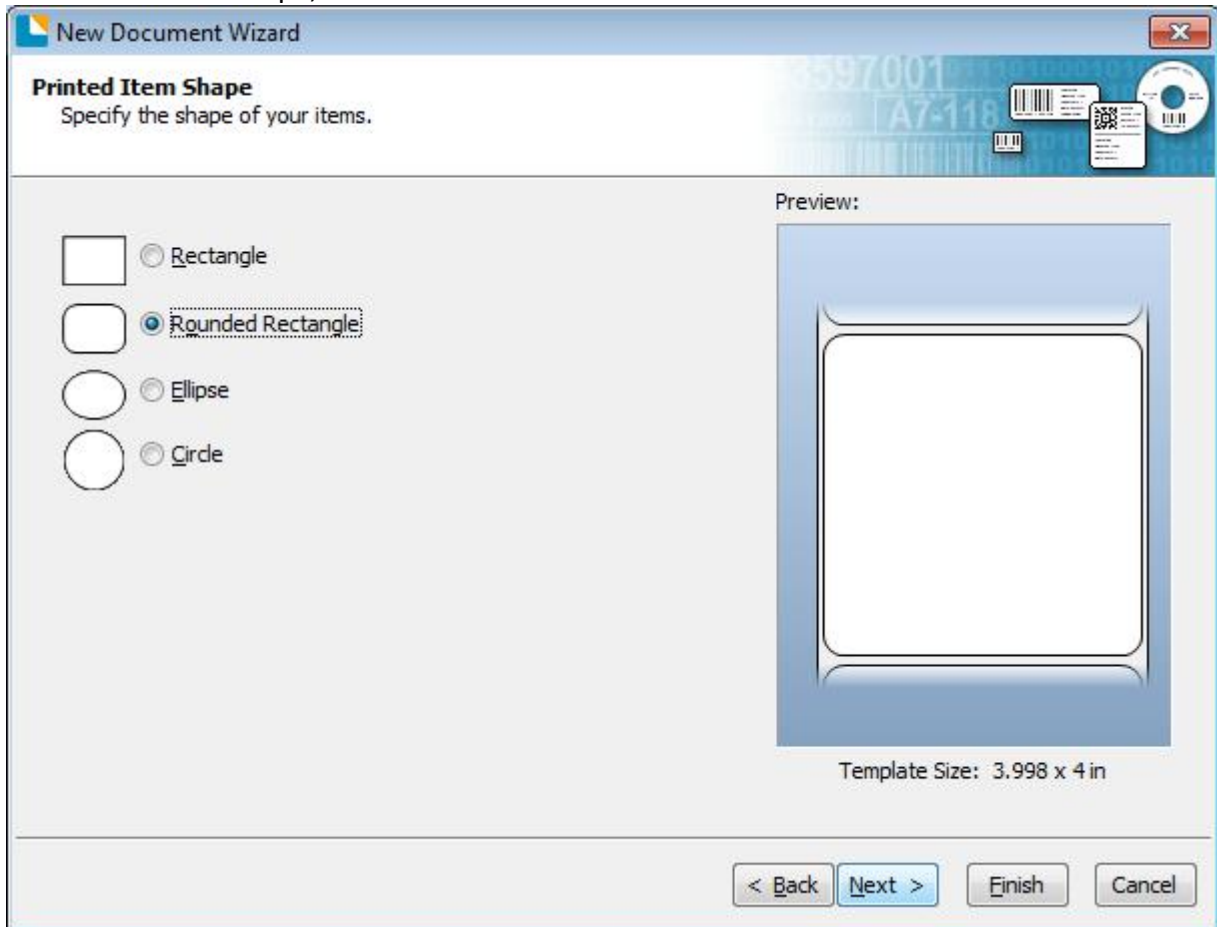 New Document Wizard
Printed Item Shape
Specify the shape of your items.
3597001
A7-118
Preview:
Rectangle
Rounded Rectangle
Ellipse
Circle
Template Size: 3.998 x 4 in
< Back Next > Finish Cancel